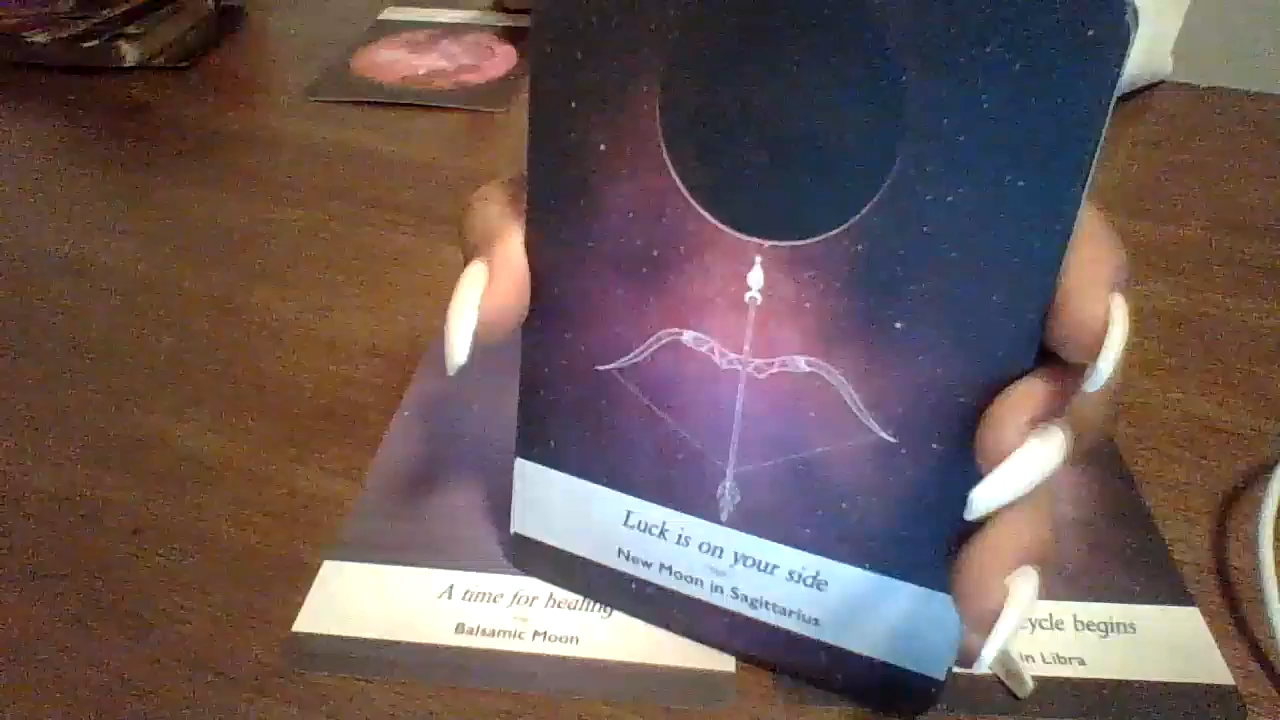 Luck is on your side
New Moon in Sagittarius
A time for healing
Balsamic Moon
cycle begins
in Libra